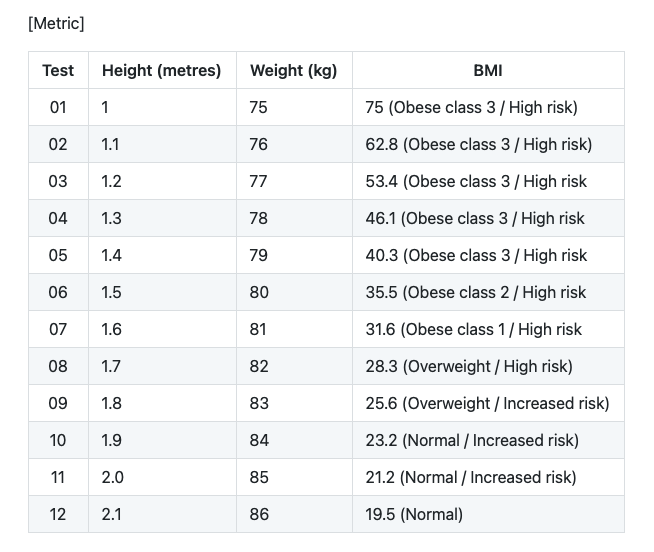 [Metric]
Test Height (metres) Weight (kg) BMI
01 1 75 75 (Obese class 3 / High risk)
02 1.1 76 62.8 (Obese class 3 / High risk)
03 1.2 77 53.4 (Obese class 3 / High risk
04 1.3 78 46.1 (Obese class 3 / High risk
05 1.4 79 40.3 (Obese class 3 / High risk
06 1.5 80 35.5 (Obese class 2 / High risk
07 1.6 81 31.6 (Obese class 1 / High risk
08 1.7 82 28.3 (Overweight / High risk)
09 1.8 83 25.6 (Overweight / Increased risk)
10 1.9 84 23.2 (Normal / Increased risk)
11 2.0 85 21.2 (Normal / Increased risk)
12 2.1 86 19.5 (Normal)